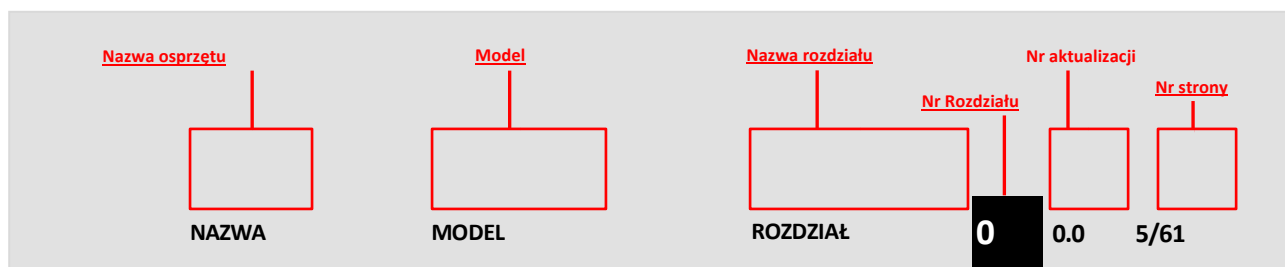 Nazwa osprzętu Model Nazwa rozdziału Nr aktualizacji
Nr Rozdziału Nr strony
NAZWA MODEL ROZDZIAŁ 0 0.0 5/61